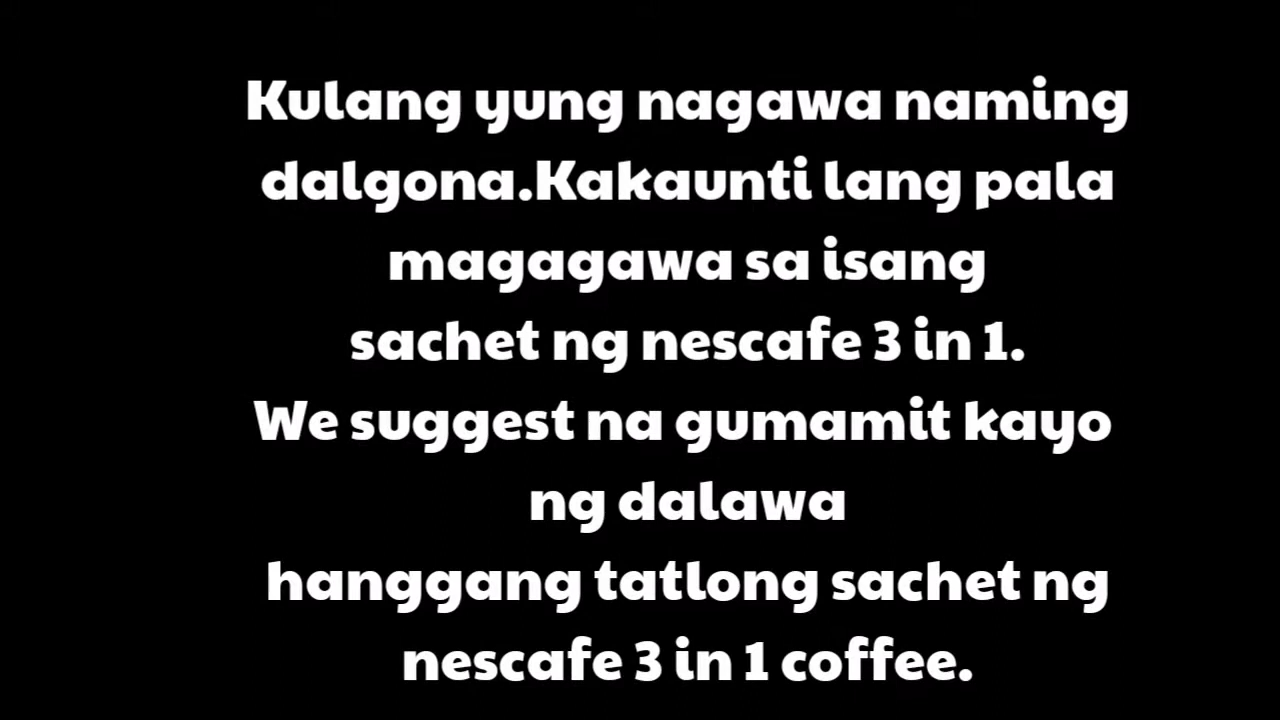 Kulang yung nagawa naming
dalgona.Kakaunti lang pala
magagawa sa isang
sachet ng nescafe 3 in 1.
We suggest na gumamit kayo
ng dalawa
hanggang tatlong sachet ng
nescafe 3 in 1 coffee.